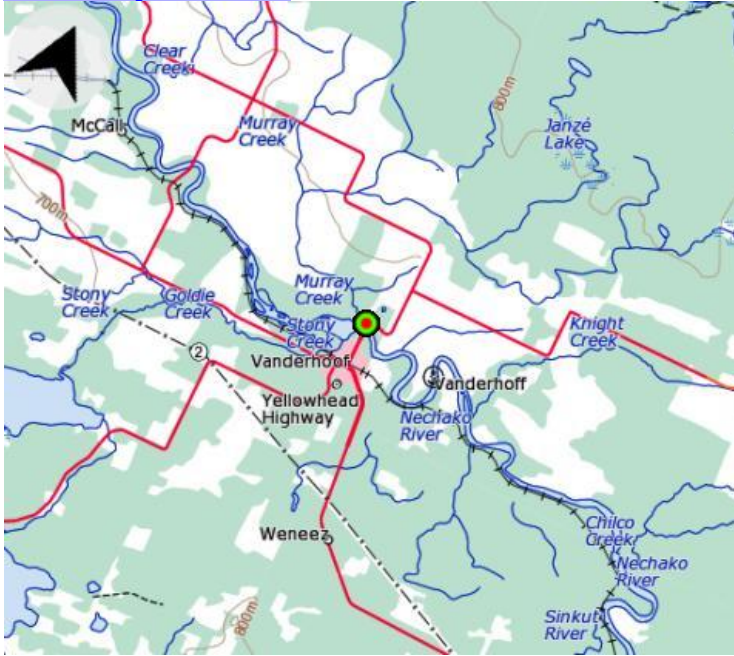 Clear
Creek
McCall
Murray
Creek
800m
Janzé
Lake
700m
Stony
Creek
Goldie
Creek
Murray
Creek
Stony
Creek
Knight
Creek
2
Vanderhoof
Vanderhoff
Yellowhead
Highway
Nechako
River
Weneez
Chilco
Creek
Nechako
River
800m
Sinkut
River